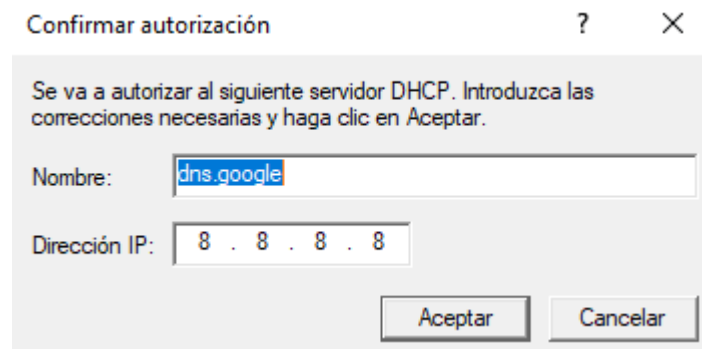 Confirmar autorización ? ×
Se va a autorizar al siguiente servidor DHCP. Introduzca las
correcciones necesarias y haga clic en Aceptar.
Nombre: dns.google
Dirección IP: 8 . 8 . 8 . 8
Aceptar Cancelar